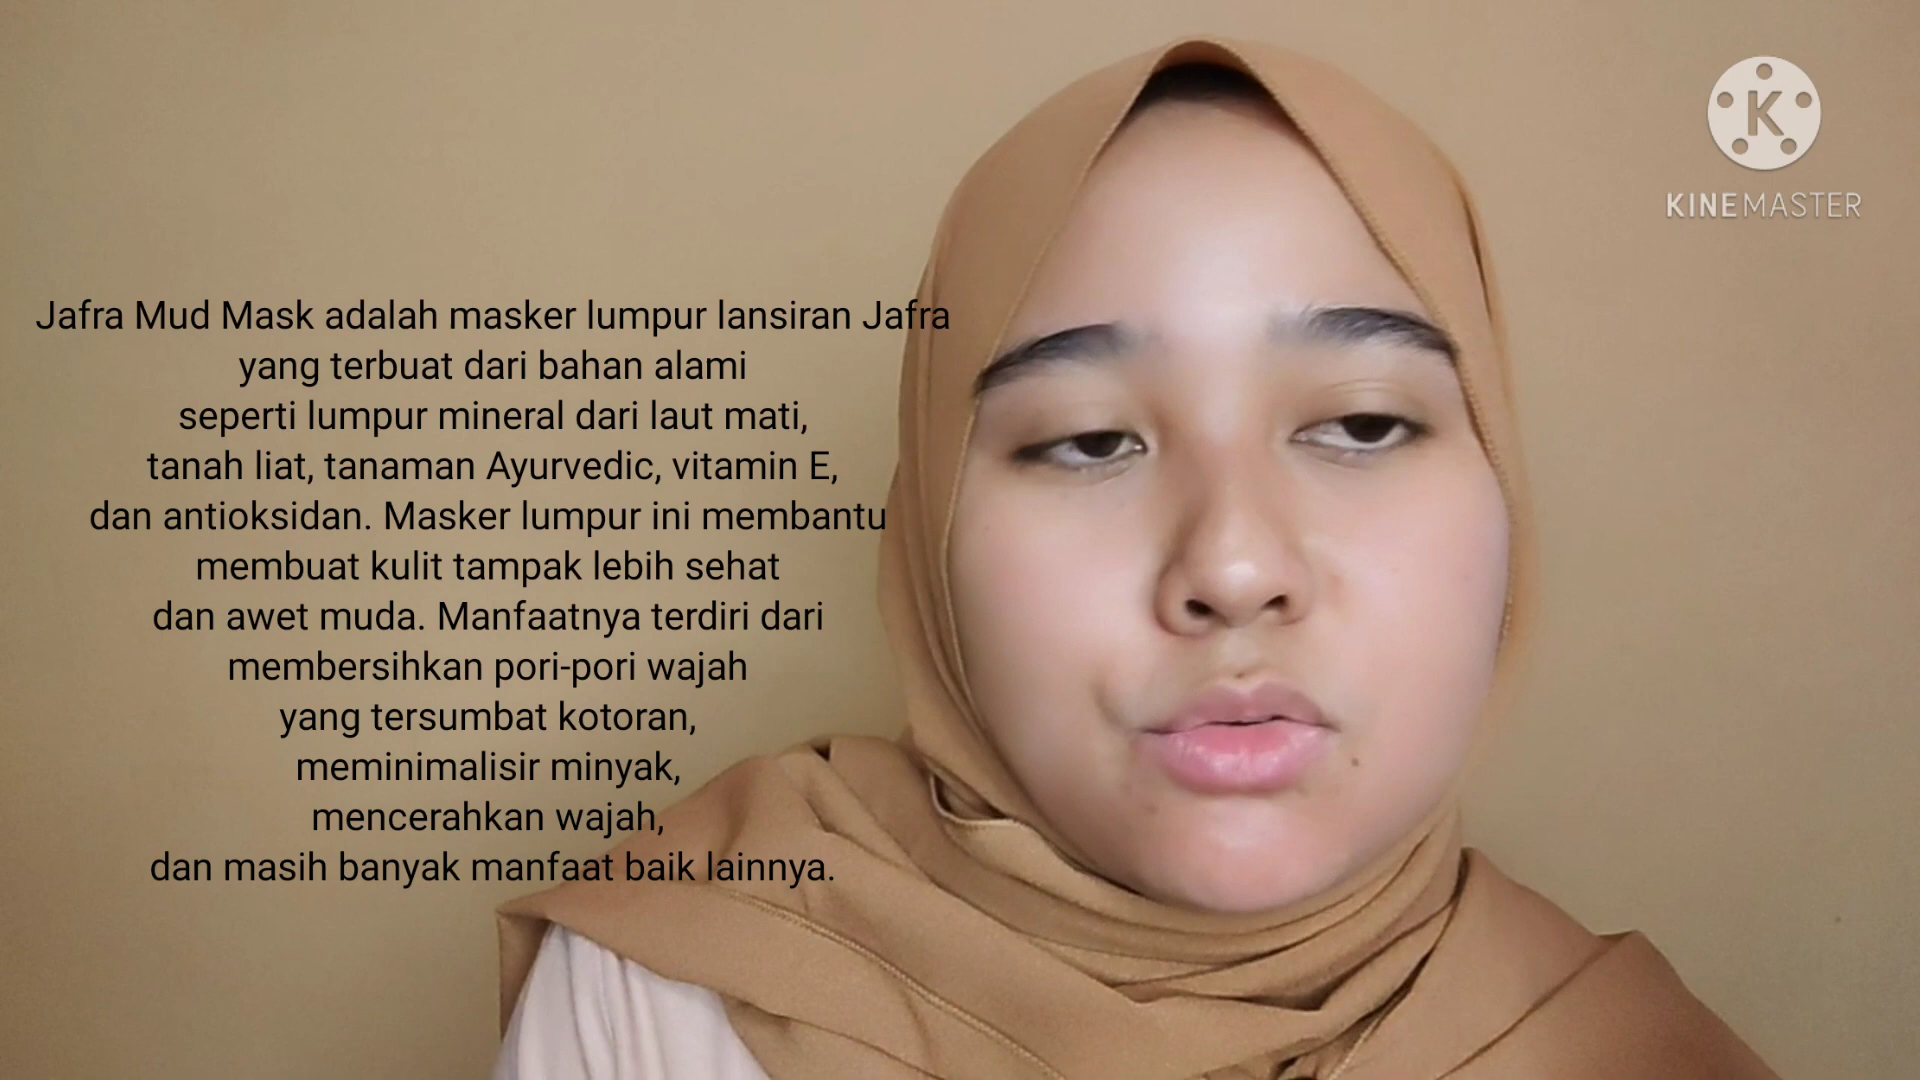 KINEMASTER
Jafra Mud Mask adalah masker lumpur lansiran Jafra
yang terbuat dari bahan alami
seperti lumpur mineral dari laut mati,
tanah liat, tanaman Ayurvedic, vitamin E,
dan antioksidan. Masker lumpur ini membantu
membuat kulit tampak lebih sehat
dan awet muda. Manfaatnya terdiri dari
membersihkan pori-pori wajah
yang tersumbat kotoran,
meminimalisir minyak,
mencerahkan wajah,
dan masih banyak manfaat baik lainnya.